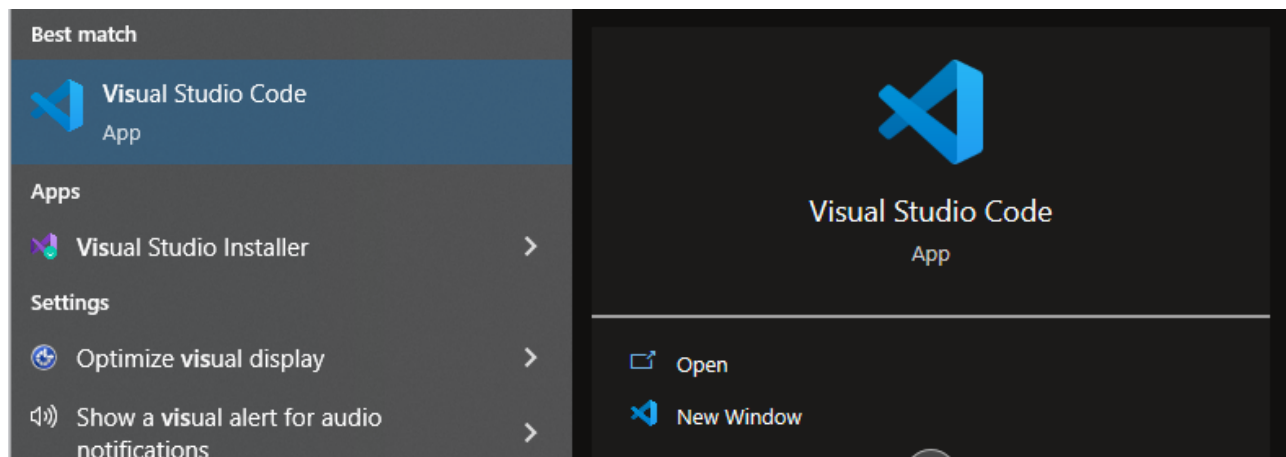 Best match
Visual Studio Code
App
Apps
Visual Studio Installer
Settings
Optimize visual display
Show a visual alert for audio
notifications
Visual Studio Code
App
Open
New Window